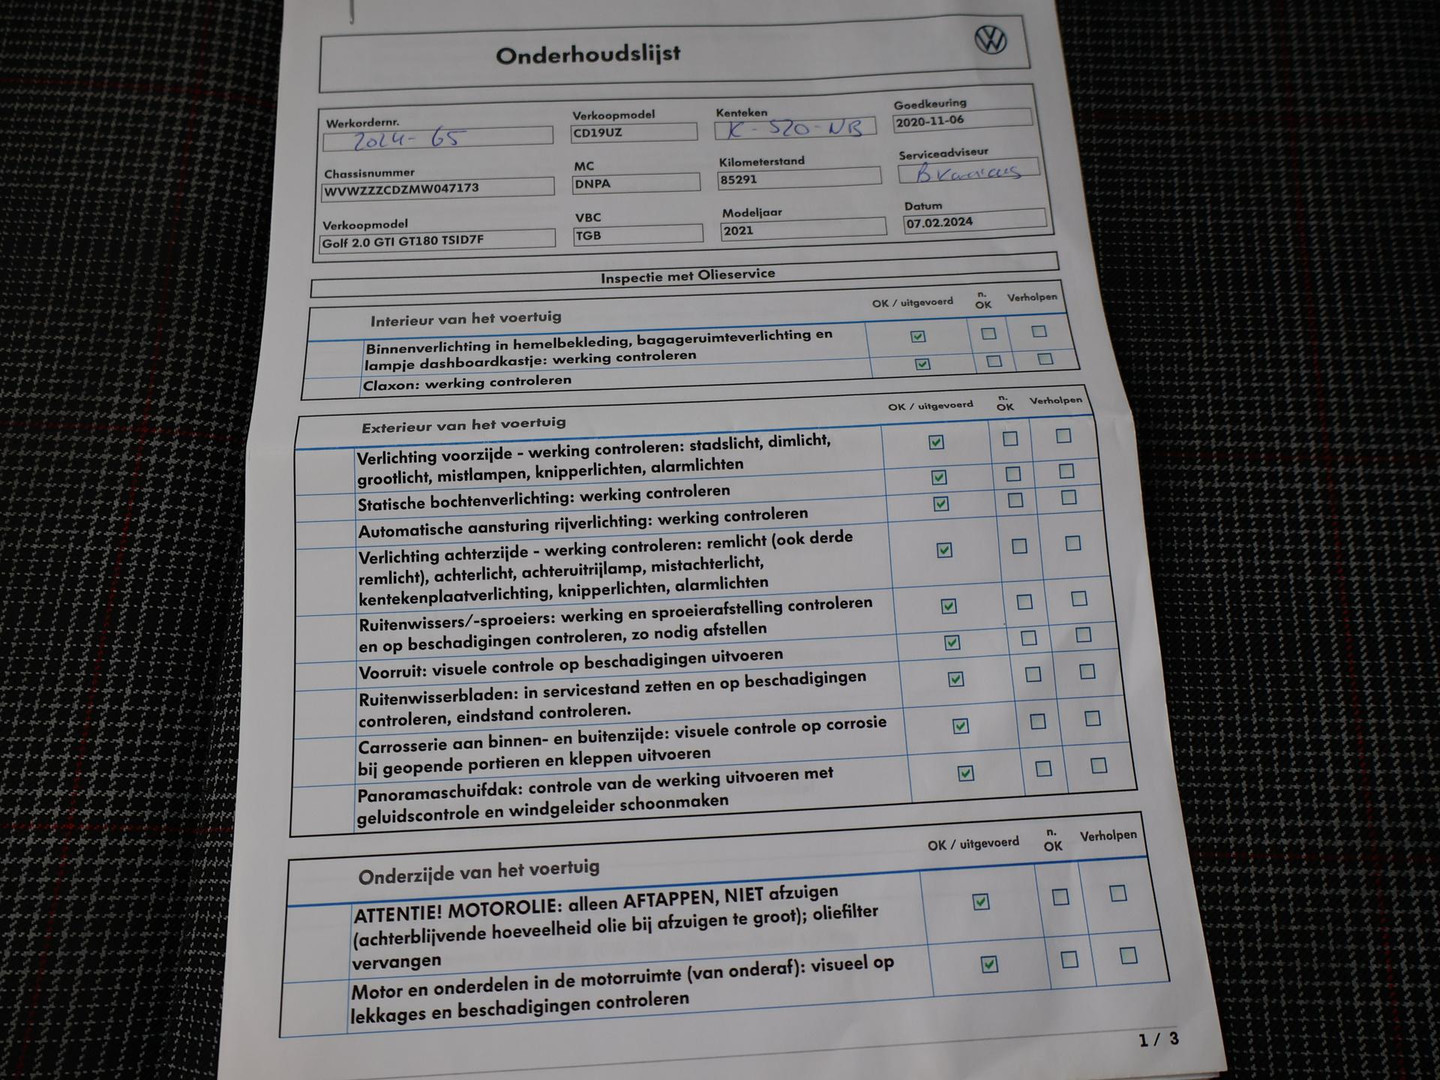 Onderhoudslijst
Werkordernr.
2024-65
Verkoopmodel
CD19UZ
Kenteken
K-520-NB
Goedkeuring
2020-11-06
Chassisnummer
WVWZZZCDZMW047173
MC
DNPA
Kilometerstand
85291
Serviceadviseur
Verkoopmodel
Golf 2.0 GTI GT180 TSID7F
VBC
TGB
Modeljaar
2021
Datum
07.02.2024
Inspectie met Olieservice
Interieur van het voertuig
OK / uitgevoerd
n.
OK
Verholpen
Binnenverlichting in hemelbekleding, bagageruimteverlichting en
lampje dashboardkastje: werking controleren
Claxon: werking controleren
Exterieur van het voertuig
OK / uitgevoerd
n.
OK
Verholpen
Verlichting voorzijde - werking controleren: stadslicht, dimlicht,
grootlicht, mistlampen, knipperlichten, alarmlichten
Statische bochtenverlichting: werking controleren
Automatische aansturing rijverlichting: werking controleren
Verlichting achterzijde - werking controleren: remlicht (ook derde
remlicht), achterlicht, achteruitrijlamp, mistachterlicht,
kentekenplaatverlichting, knipperlichten, alarmlichten
Ruitenwissers/-sproeiers: werking en sproeierafstelling controleren
en op beschadigingen controleren, zo nodig afstellen
Voorruit: visuele controle op beschadigingen uitvoeren
Ruitenwisserbladen: in servicestand zetten en op beschadigingen
controleren, eindstand controleren.
Carrosserie aan binnen- en buitenzijde: visuele controle op corrosie
bij geopende portieren en kleppen uitvoeren
Panoramaschuifdak: controle van de werking uitvoeren met
geluidscontrole en windgeleider schoonmaken
Onderzijde van het voertuig
OK / uitgevoerd
n.
OK
Verholpen
ATTENTIE! MOTOROLIE: alleen AFTAPPEN, NIET afzuigen
(achterblijvende hoeveelheid olie bij afzuigen te groot); oliefilter
vervangen
Motor en onderdelen in de motorruimte (van onderaf): visueel op
lekkages en beschadigingen controleren
1 / 3